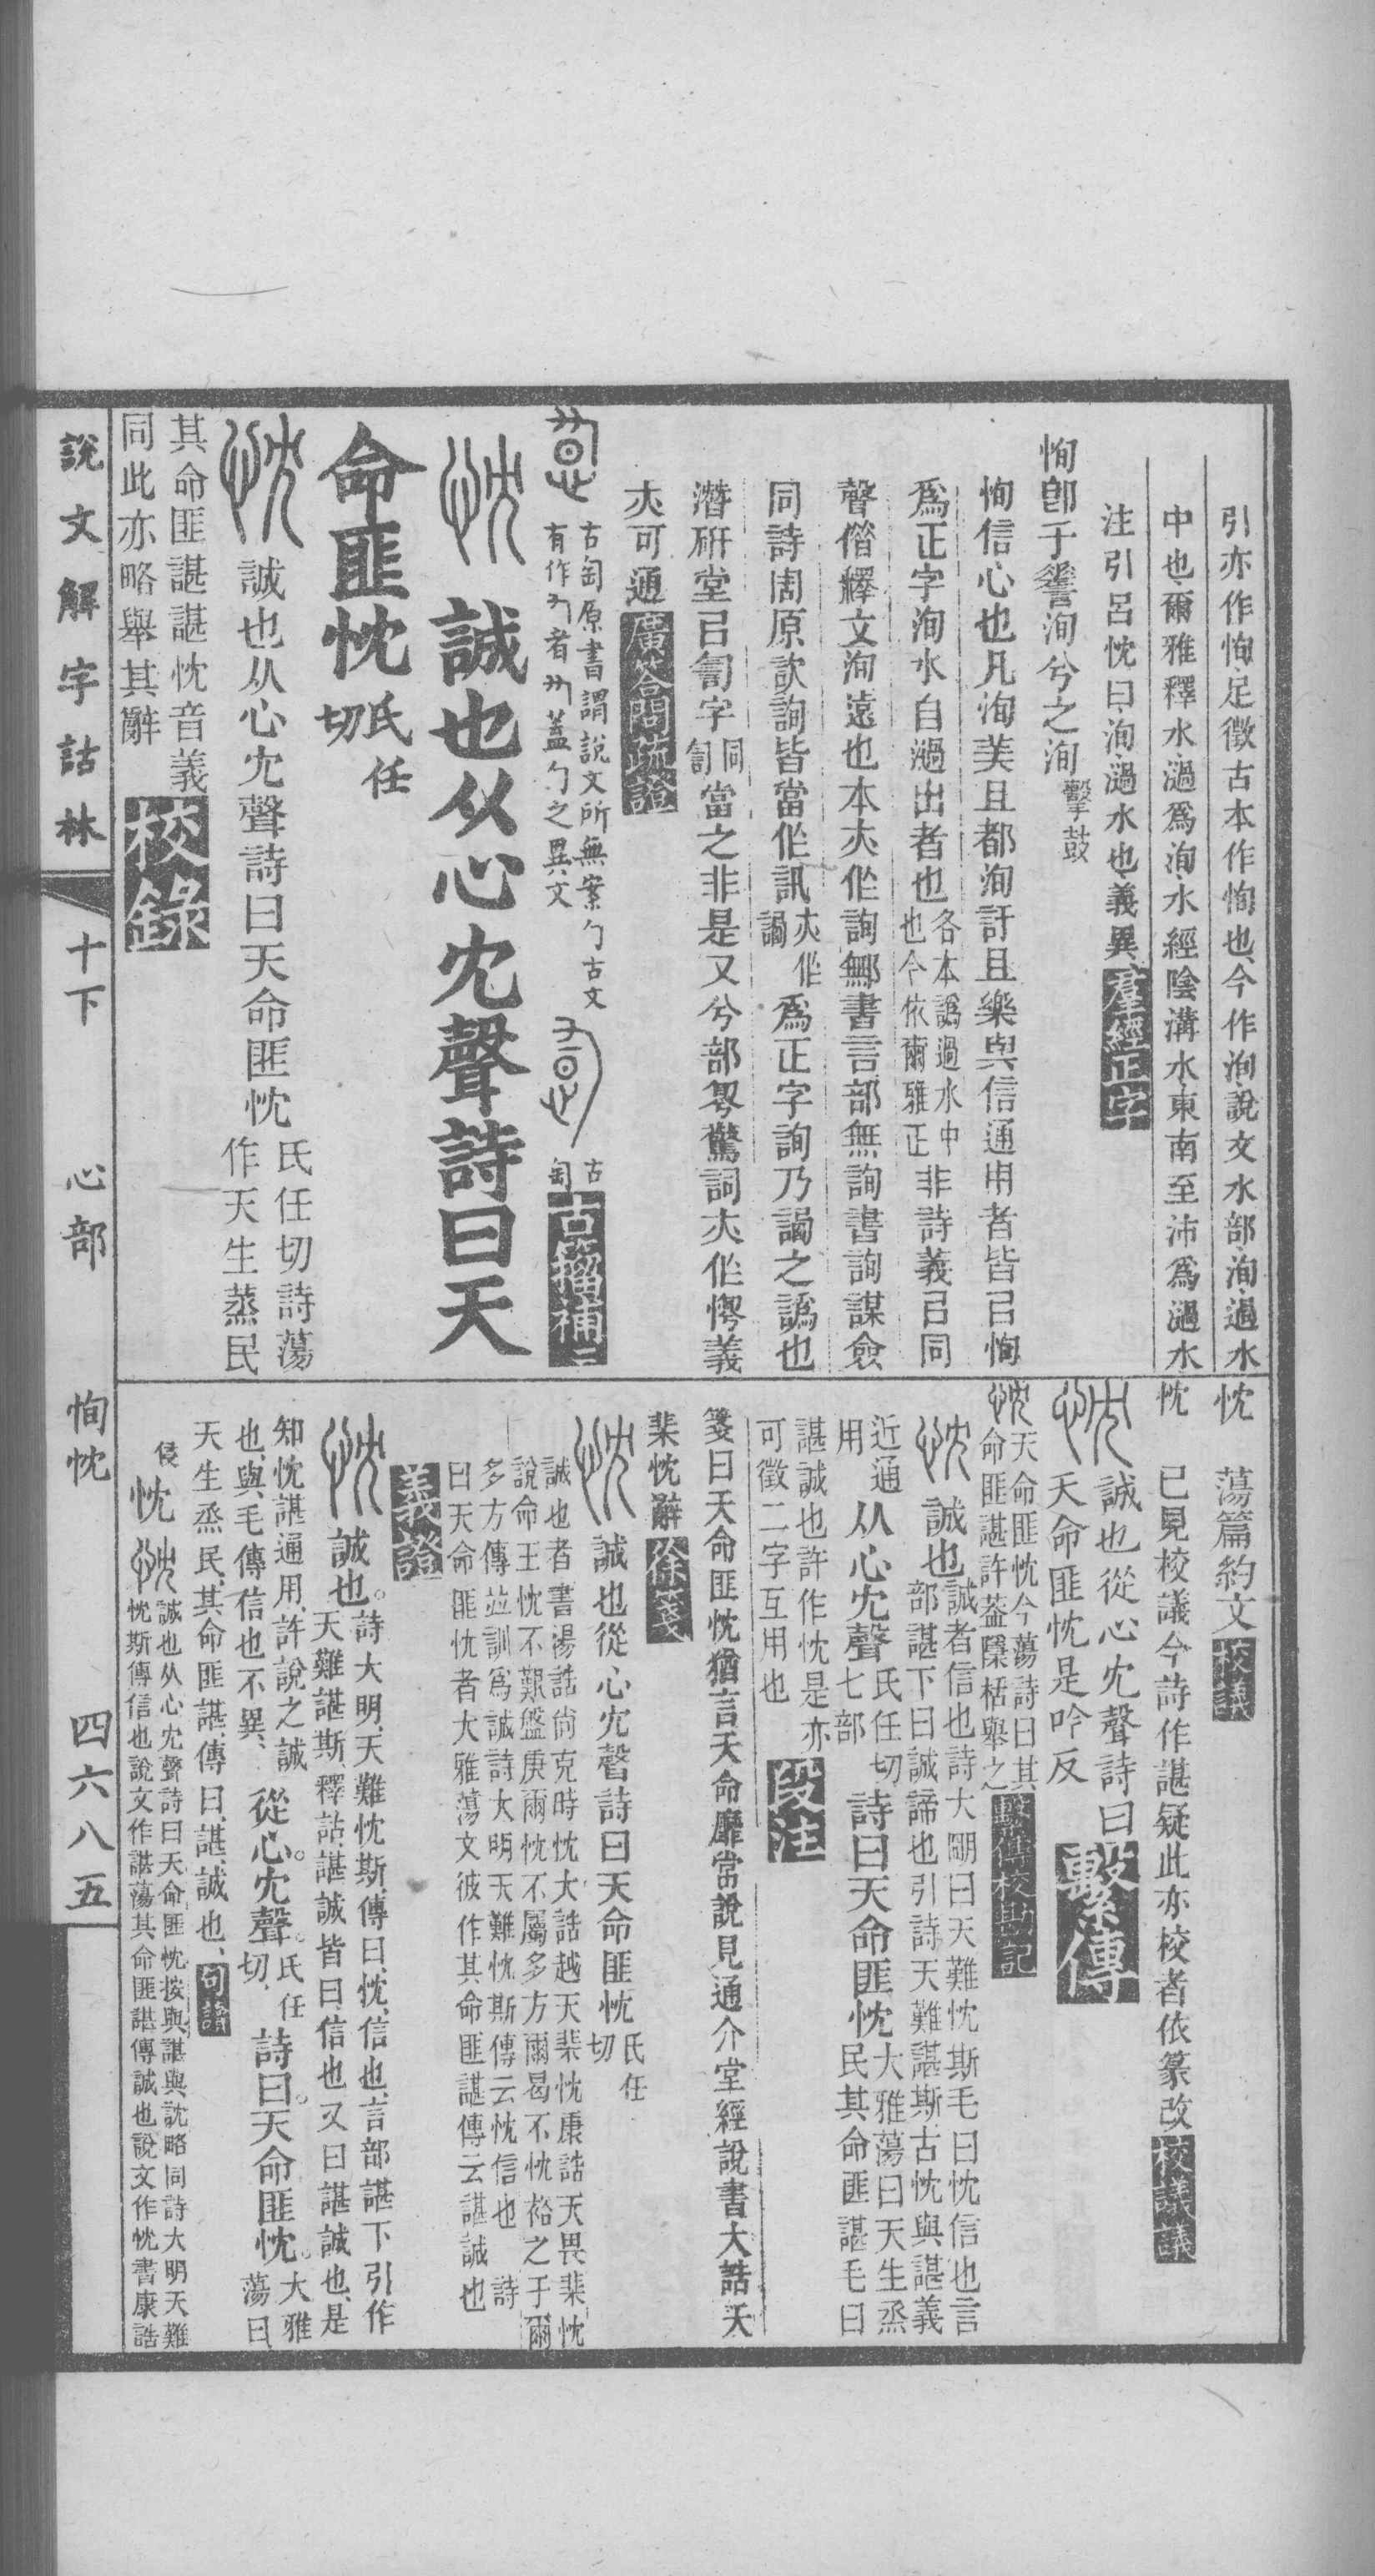 引亦作恂足徵古本作恂也今作洵說文水部洵過水
中也爾雅釋水濄爲洵水經陰溝水東南至沛爲濄水
注引呂忱曰洵濄水也義異羣經正字
恂卽于嗟洵兮之洵擊鼓
恂信心也凡洵美且都洵訏且樂與信通用者皆㠯恂
爲正字洵水自濄出者也各本譌過水中也今依爾雅正非詩義㠯同
聲借繹文洵遠也本夾作詢鄦書言部無詢書詢謀僉
同詩周原欤詢皆當作訊夾作譋爲正字詢乃謁之譌也
潛硏堂㠯訇字同訇當之非是又兮部㝁驚詞夾作愕義
夾可通廣答問疏證
古匋原書謂說文所無案勹古文有作者蓋勹之異文 古匋古籀補
忱 誠也从心冘聲詩曰天
命匪忱氏任切
忱 誠也从心冘聲詩曰天命匪忱氏任切詩蕩作天生蒸民
其命匪諶諶忱音義
同此亦略舉其辭校錄
忱 蕩篇約文校議
忱 已見校議今詩作諶疑此亦校者依篆改校議議
忱 誠也從心冘聲詩曰
天命匪忱是吟反繫傳
忱天命匪忱今蕩詩曰其命匪諶許葢檃栝舉之繫傳校勘記
忱 誠也誠者信也詩大明曰天難忱斯毛曰忱信也言部諶下曰誠諦也引詩天難諶斯古忱與諶義
近通用从心冘聲氏任切七部詩曰天命匪忱大雅蕩曰天生烝民其命匪諶毛曰
諶誠也許作忱是亦可徵二字互用也段注
箋曰天命匪忱猶言天命靡常說見通介堂經說書大誥天
棐忱辭徐箋
忱 誠也從心冘聲詩曰天命匪忱氏任切
誠也者書湯誥尙克時忱大誥越天棐忱康誥天畏棐忱
說命王忱不艱盤庚爾忱不屬多方爾曷不忱裕之于爾
多方傳竝訓爲誠詩大明天難忱斯傳云忱信也 詩
曰天命匪忱者大雅蕩文彼作其命匪諶傳云諶誠也
義證
忱 誠也。詩大明、天難忱斯、傳曰、忱、信也、言部諶下引作天難諶斯、釋詁、諶誠皆曰、信也又曰諶誠也、是
知忱諶通用、許說之誠也、與毛傳信也不異、從心。冘聲。氏任切詩曰。天命匪忱。大雅蕩曰
天生烝民、其命匪諶、傳曰、諶、誠也、句讀
侵 忱 誠也从心冘聲詩曰天命匪忱按與諶與訦略同詩大明天難忱斯傳信也說文作諶蕩其命匪諶傳誠也說文作忱書康誥
說文解字詁林 十下 心部 恂忱 四六八五